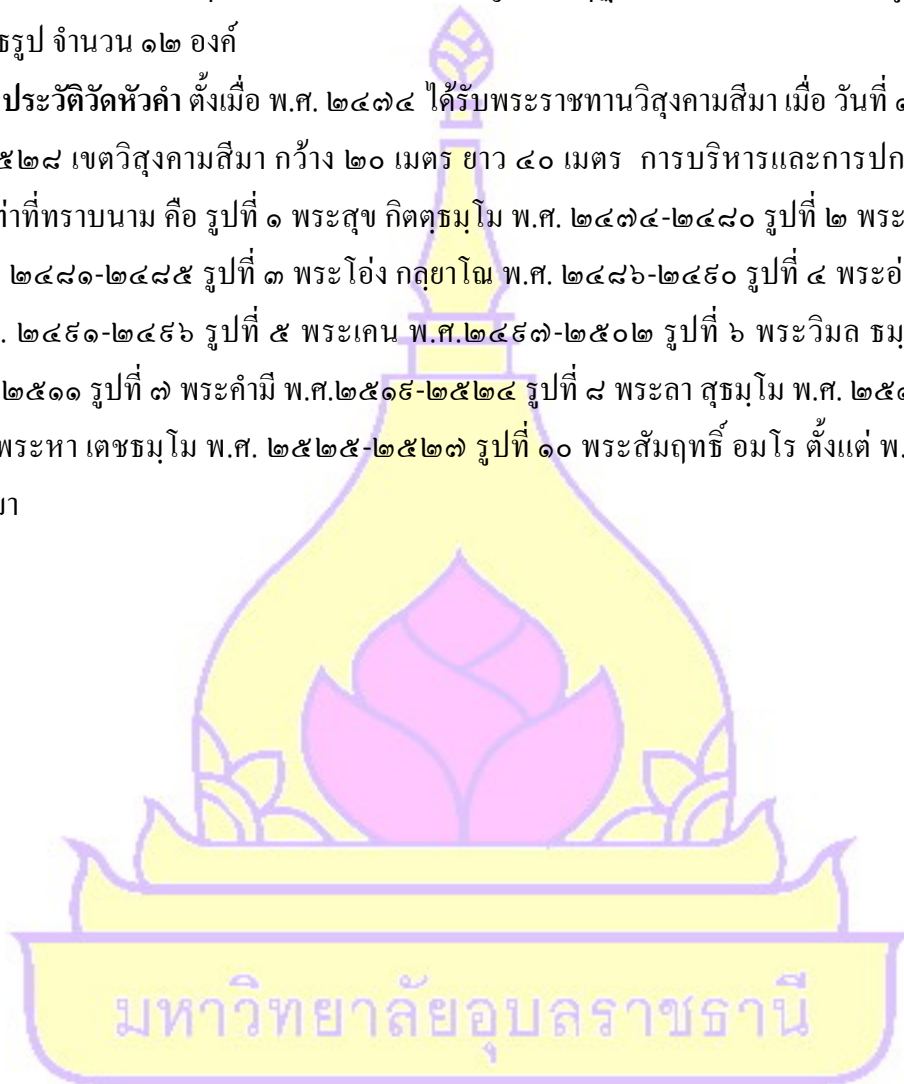 ธรูป จำนวน ๑๒ องค์
ประวัติวัดหัวคำ ตั้งเมื่อ พ.ศ. ๒๔๗๔ ได้รับพระราชทานวิสุงคามสีมา เมื่อ วันที่
๕๒๘ เขตวิสุงคามสีมา กว้าง ๒๐ เมตร ยาว ๔๐ เมตร การบริหารและการปก
ท่าที่ทราบนาม คือ รูปที่ ๑ พระสุข กิตตฺธมฺโม พ.ศ. ๒๔๗๔-๒๔๘๐ รูปที่ ๒ พระ
๒๔๘๑-๒๔๘๕ รูปที่ ๓ พระโอ่ง กลฺยาโณ พ.ศ. ๒๔๘๖-๒๔๙๐ รูปที่ ๔ พระอ่
. ๒๔๙๑-๒๔๙๖ รูปที่ ๕ พระเคน พ.ศ.๒๔๙๗-๒๕๐๒ รูปที่ ๖ พระวิมล ธมฺ
๒๕๑๑ รูปที่ ๗ พระคำมี พ.ศ.๒๕๑๙-๒๕๒๔ รูปที่ ๘ พระลา สุธมฺโม พ.ศ.
พระหา เตชธมฺโม พ.ศ. ๒๕๒๕-๒๕๒๗ รูปที่ ๑๐ พระสัมฤทธิ์ อมโร ตั้งแต่ พ.
มา
มหาวิทยาลัยอุบลราชธานี